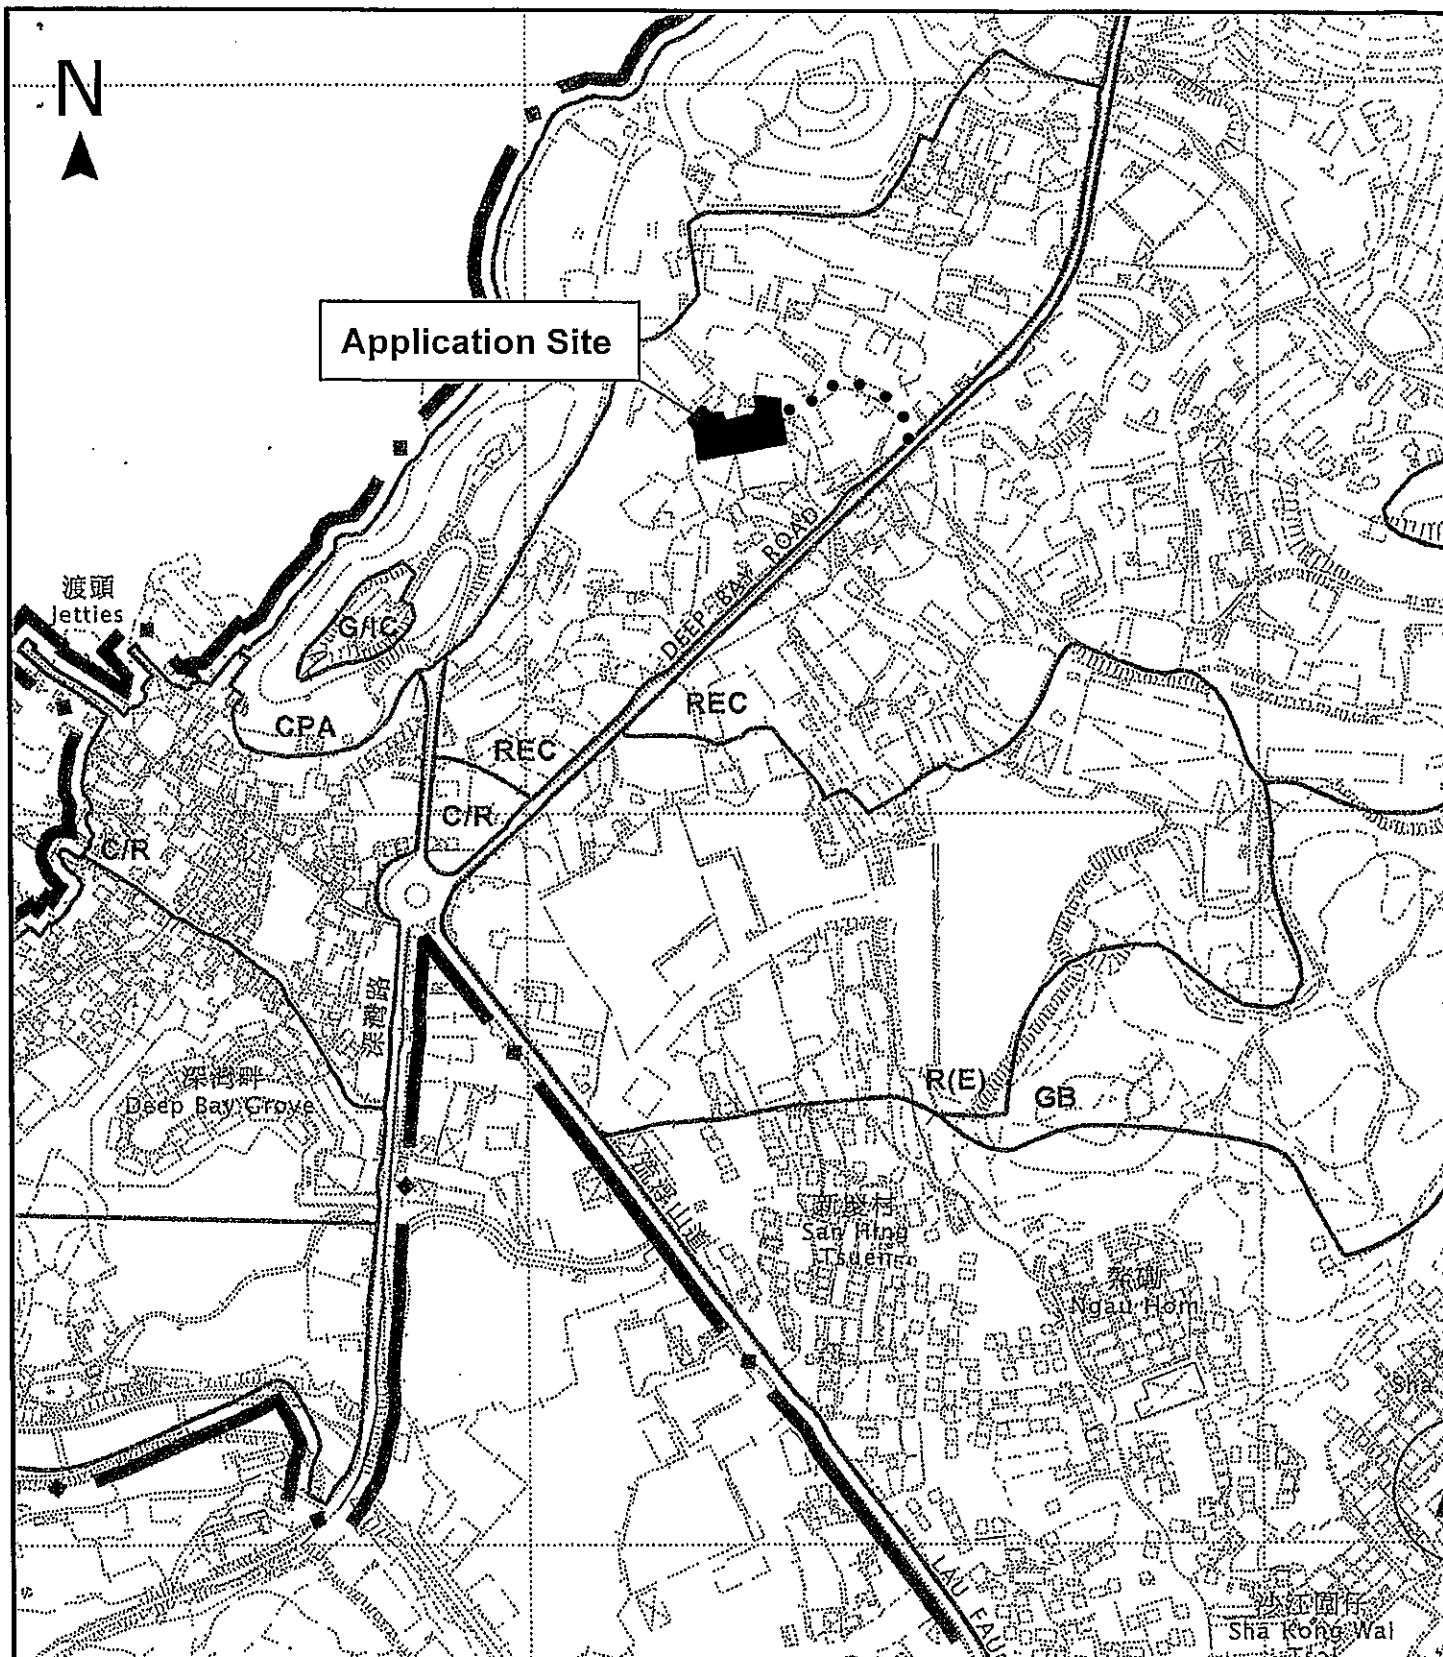 N
Application Site
渡頭
Jetties
G/IC
DEEP BAY ROAD
CPA
REC
REC
C/R
C/R
深灣路
深灣畔
Deep Bay Grove
R(E)
GB
流浮山道
新慶村
San Hing
Tsuen
Ngau Hom
Sha
LAU FAU
沙江圍仔
Sha Kong Wai